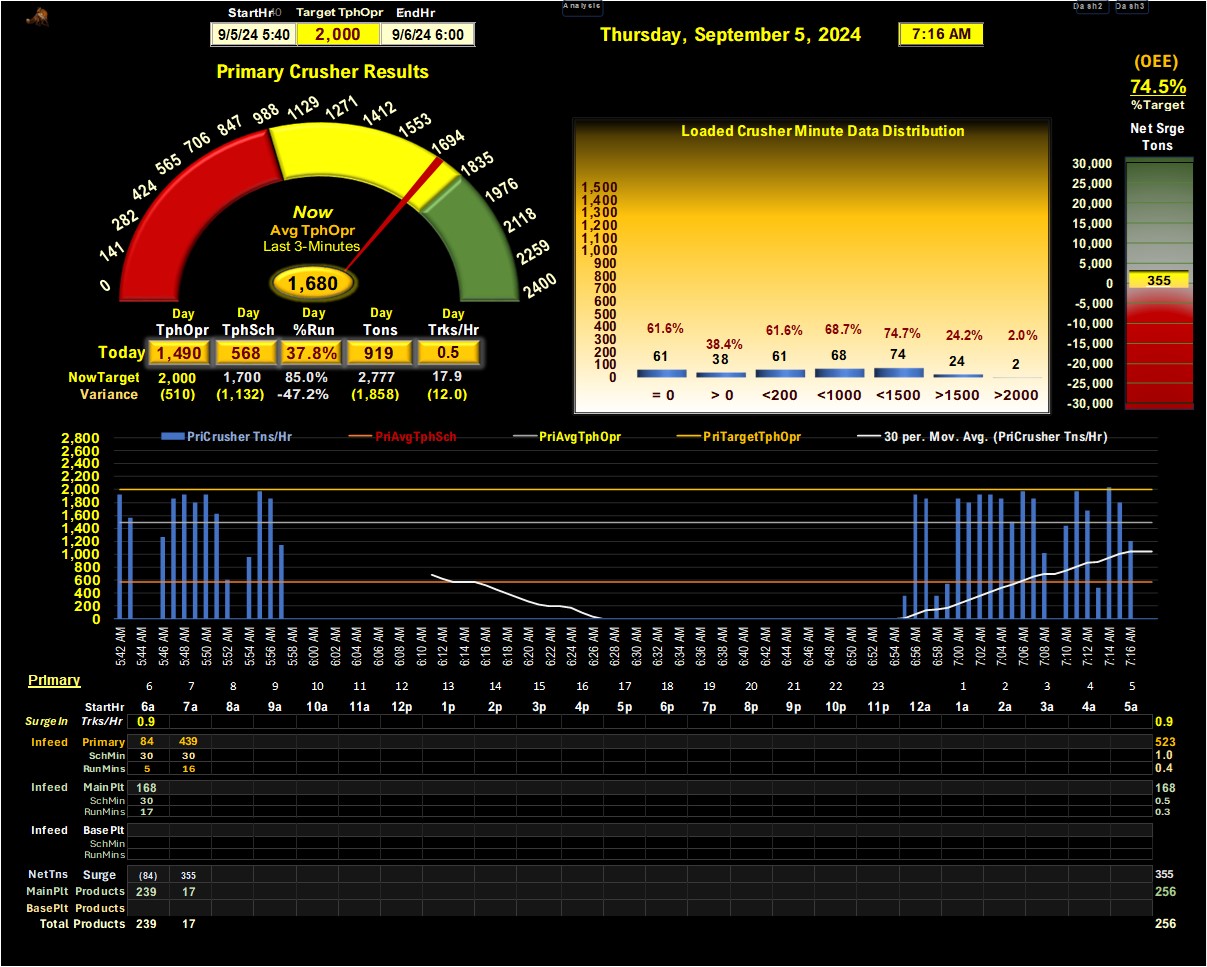 Analysis
Dash2 Dash3
StartHr Target TphOpr EndHr
9/5/24 5:40 2,000 9/6/24 6:00
Thursday, September 5, 2024 7:16 AM
Primary Crusher Results
(OEE)
74.5%
%Target
0 141 282 424 565 706 847 988 1129 1271 1412 1553 1694 1835 1976 2118 2259 2400
Now
Avg TphOpr
Last 3-Minutes
1,680
Day Day Day Day Day
TphOpr TphSch %Run Tons Trks/Hr
Today 1,490 568 37.8% 919 0.5
NowTarget 2,000 1,700 85.0% 2,777 17.9
Variance (510) (1,132) -47.2% (1,858) (12.0)
Loaded Crusher Minute Data Distribution
1,500
1,400
1,300
1,200
1,100
1,000
900
800
700
600
500
400
300
200
100
0
61.6% 38.4% 61.6% 68.7% 74.7% 24.2% 2.0%
61 38 61 68 74 24 2
= 0 > 0 <200 <1000 <1500 >1500 >2000
Net Srge
Tons
30,000
25,000
20,000
15,000
10,000
5,000
0
-5,000
-10,000
-15,000
-20,000
-25,000
-30,000
355
PriCrusher Tns/Hr PriAvgTphSch PriAvgTphOpr PriTargetTphOpr 30 per. Mov. Avg. (PriCrusher Tns/Hr)
2,800
2,600
2,400
2,200
2,000
1,800
1,600
1,400
1,200
1,000
800
600
400
200
0
5:42 AM 5:44 AM 5:46 AM 5:48 AM 5:50 AM 5:52 AM 5:54 AM 5:56 AM 5:58 AM 6:00 AM 6:02 AM 6:04 AM 6:06 AM 6:08 AM 6:10 AM 6:12 AM 6:14 AM 6:16 AM 6:18 AM 6:20 AM 6:22 AM 6:24 AM 6:26 AM 6:28 AM 6:30 AM 6:32 AM 6:34 AM 6:36 AM 6:38 AM 6:40 AM 6:42 AM 6:44 AM 6:46 AM 6:48 AM 6:50 AM 6:52 AM 6:54 AM 6:56 AM 6:58 AM 7:00 AM 7:02 AM 7:04 AM 7:06 AM 7:08 AM 7:10 AM 7:12 AM 7:14 AM 7:16 AM
Primary
6 7 8 9 10 11 12 13 14 15 16 17 18 19 20 21 22 23 1 2 3 4 5
StartHr 6a 7a 8a 9a 10a 11a 12p 1p 2p 3p 4p 5p 6p 7p 8p 9p 10p 11p 12a 1a 2a 3a 4a 5a
SurgeIn Trks/Hr 0.9 0.9
Infeed Primary 84 439 523
SchMin 30 30 1.0
RunMins 5 16 0.4
Infeed MainPlt 168 168
SchMin 30 0.5
RunMins 17 0.3
Infeed BasePlt
SchMin
RunMins
NetTns Surge (84) 355 355
MainPlt Products 239 17 256
BasePlt Products
Total Products 239 17 256